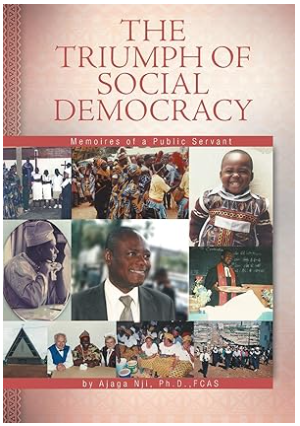 THE
TRIUMPH OF
SOCIAL
DEMOCRACY
Memoires of a Public Servant
by Ajaga Nji, Ph.D.,FCAS